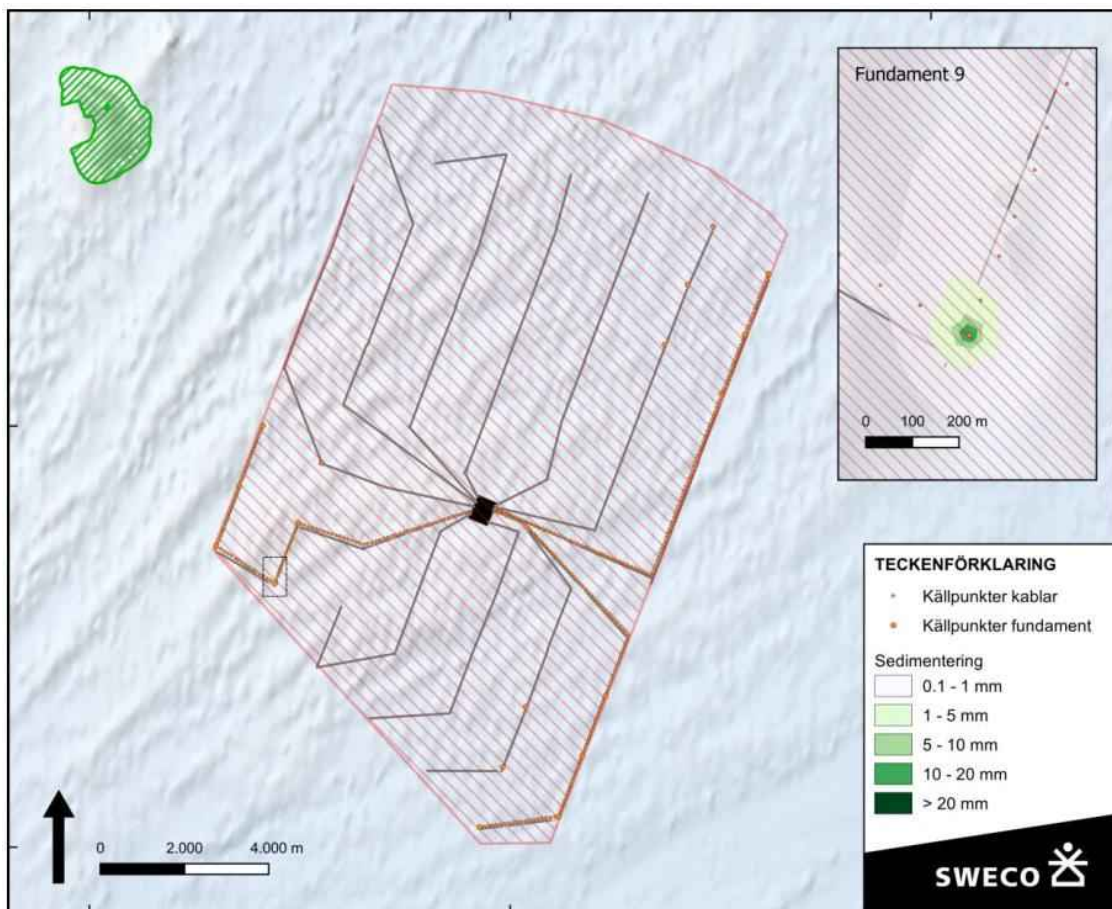 Fundament 9
0 100 200 m
TECKENFÖRKLARING
Källpunkter kablar
Källpunkter fundament
Sedimentering
0.1 - 1 mm
1 - 5 mm
5 - 10 mm
10 - 20 mm
> 20 mm
0 2.000 4.000 m
SWECO